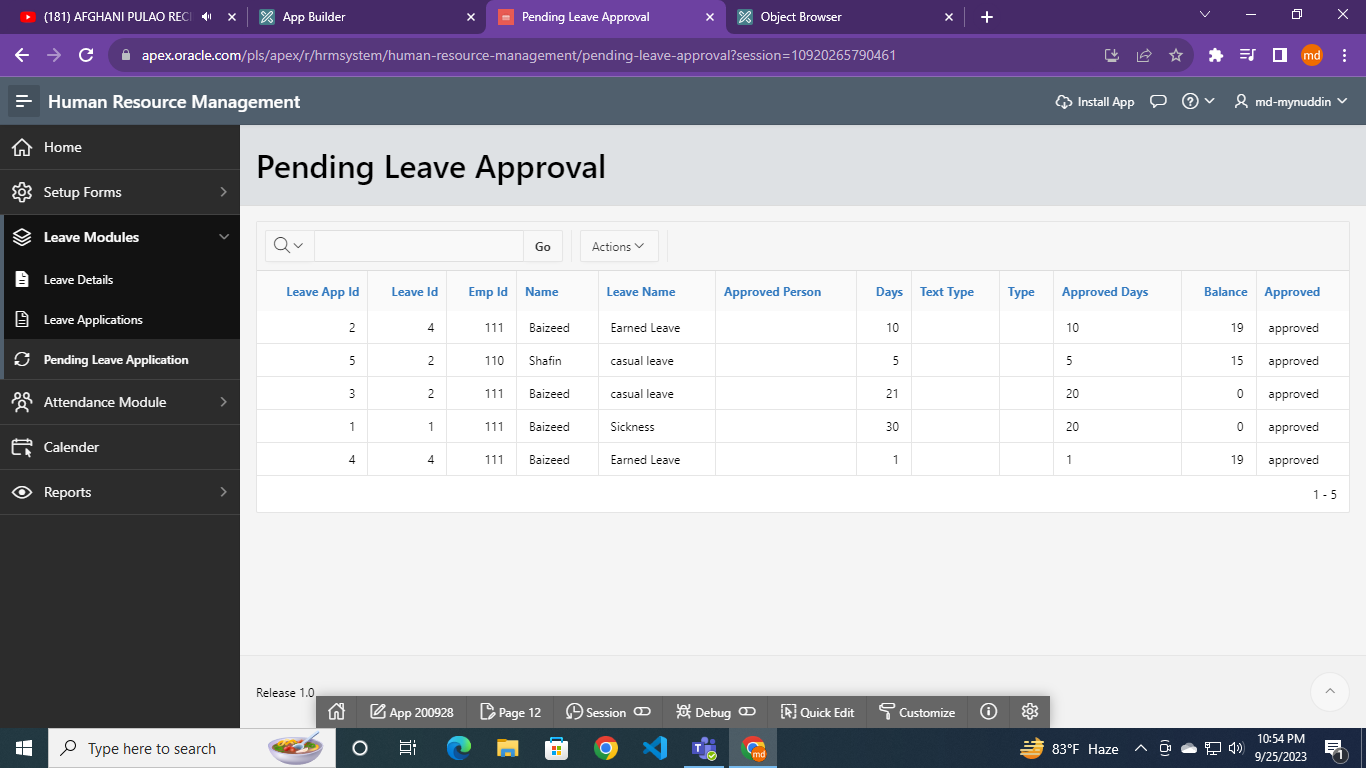 (181) AFGHANI PULAO REC
App Builder
Pending Leave Approval
Object Browser
apex.oracle.com/pls/apex/r/hrmsystem/human-resource-management/pending-leave-approval?session=10920265790461
md
Human Resource Management
Install App
md-mynuddin
Home
Setup Forms
Leave Modules
Leave Details
Leave Applications
Pending Leave Application
Attendance Module
Calender
Reports
Pending Leave Approval
Go Actions
Leave App Id Leave Id Emp Id Name Leave Name Approved Person Days Text Type Type Approved Days Balance Approved
2 4 111 Baizeed Earned Leave 10 10 19 approved
5 2 110 Shafin casual leave 5 5 15 approved
3 2 111 Baizeed casual leave 21 20 0 approved
1 1 111 Baizeed Sickness 30 20 0 approved
4 4 111 Baizeed Earned Leave 1 1 19 approved
1 - 5
Release 1.0
App 200928 Page 12 Session Debug Quick Edit Customize
Type here to search
md
83°F Haze
10:54 PM
9/25/2023
1